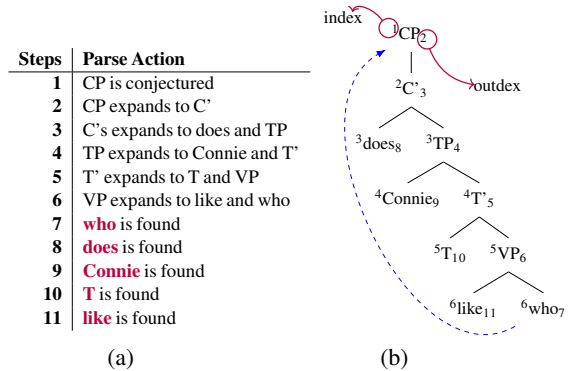 Steps Parse Action
1 CP is conjectured
2 CP expands to C'
3 C's expands to does and TP
4 TP expands to Connie and T'
5 T' expands to T and VP
6 VP expands to like and who
7 who is found
8 does is found
9 Connie is found
10 T is found
11 like is found
(a)
index
1CP2
outdex
2C'3
3does8 3TP4
4Connie9 4T'5
5T10 5VP6
6like11 6who7
(b)